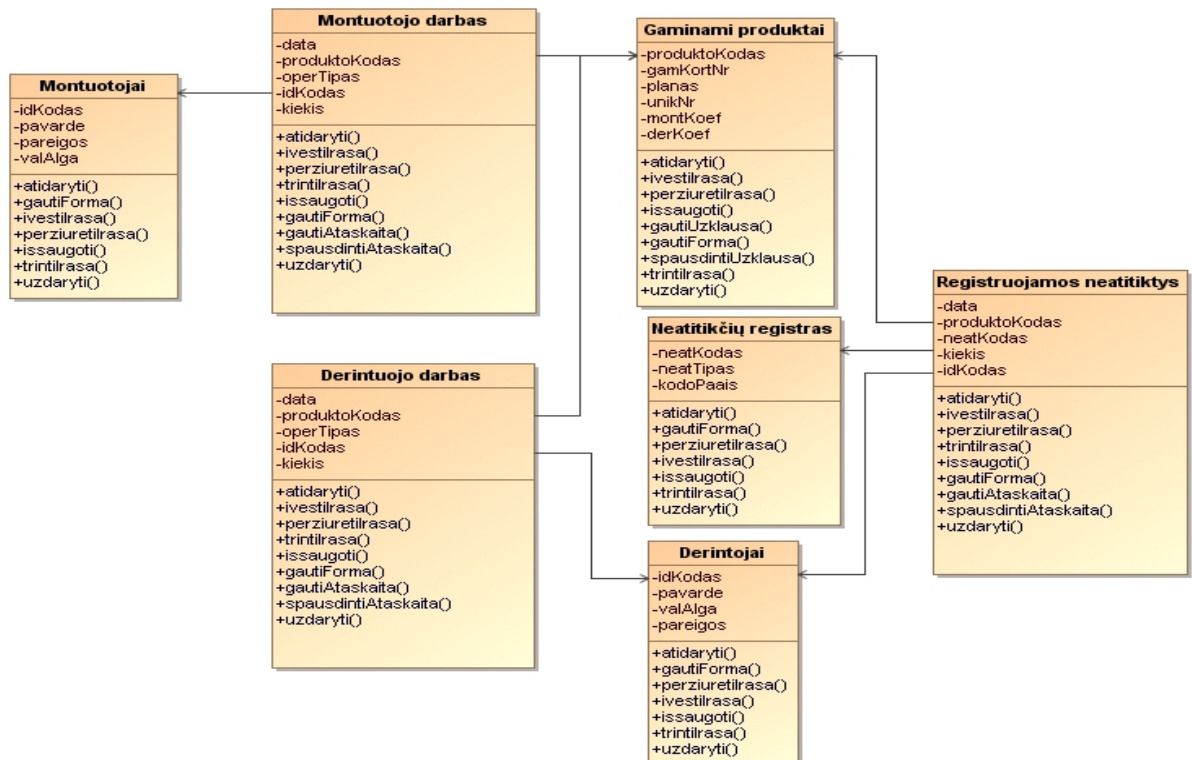 Montuotojai
-idKodas
-pavarde
-pareigos
-valAlga
+atidaryti()
+gautiForma()
+ivestiIrasa()
+perziuretiIrasa()
+issaugoti()
+trintiIrasa()
+uzdaryti()
Montuotojo darbas
-data
-produktoKodas
-operTipas
-idKodas
-kiekis
+atidaryti()
+ivestiIrasa()
+perziuretiIrasa()
+trintiIrasa()
+issaugoti()
+gautiForma()
+gautiAtaskaita()
+spausdintiAtaskaita()
+uzdaryti()
Derintuojo darbas
-data
-produktoKodas
-operTipas
-idKodas
-kiekis
+atidaryti()
+ivestiIrasa()
+perziuretiIrasa()
+trintiIrasa()
+issaugoti()
+gautiForma()
+gautiAtaskaita()
+spausdintiAtaskaita()
+uzdaryti()
Gaminami produktai
-produktoKodas
-gamKortNr
-planas
-unikNr
-montKoef
-derKoef
+atidaryti()
+ivestiIrasa()
+perziuretiIrasa()
+issaugoti()
+gautiUzklausa()
+gautiForma()
+spausdintiUzklausa()
+trintiIrasa()
+uzdaryti()
Neatitikčių registras
-neatKodas
-neatTipas
-kodoPaais
+atidaryti()
+gautiForma()
+perziuretiIrasa()
+ivestiIrasa()
+issaugoti()
+trintiIrasa()
+uzdaryti()
Derintojai
-idKodas
-pavarde
-valAlga
-pareigos
+atidaryti()
+gautiForma()
+perziuretiIrasa()
+ivestiIrasa()
+issaugoti()
+trintiIrasa()
+uzdaryti()
Registruojamos neatitiktys
-data
-produktoKodas
-neatKodas
-kiekis
-idKodas
+atidaryti()
+ivestiIrasa()
+perziuretiIrasa()
+trintiIrasa()
+issaugoti()
+gautiForma()
+gautiAtaskaita()
+spausdintiAtaskaita()
+uzdaryti()